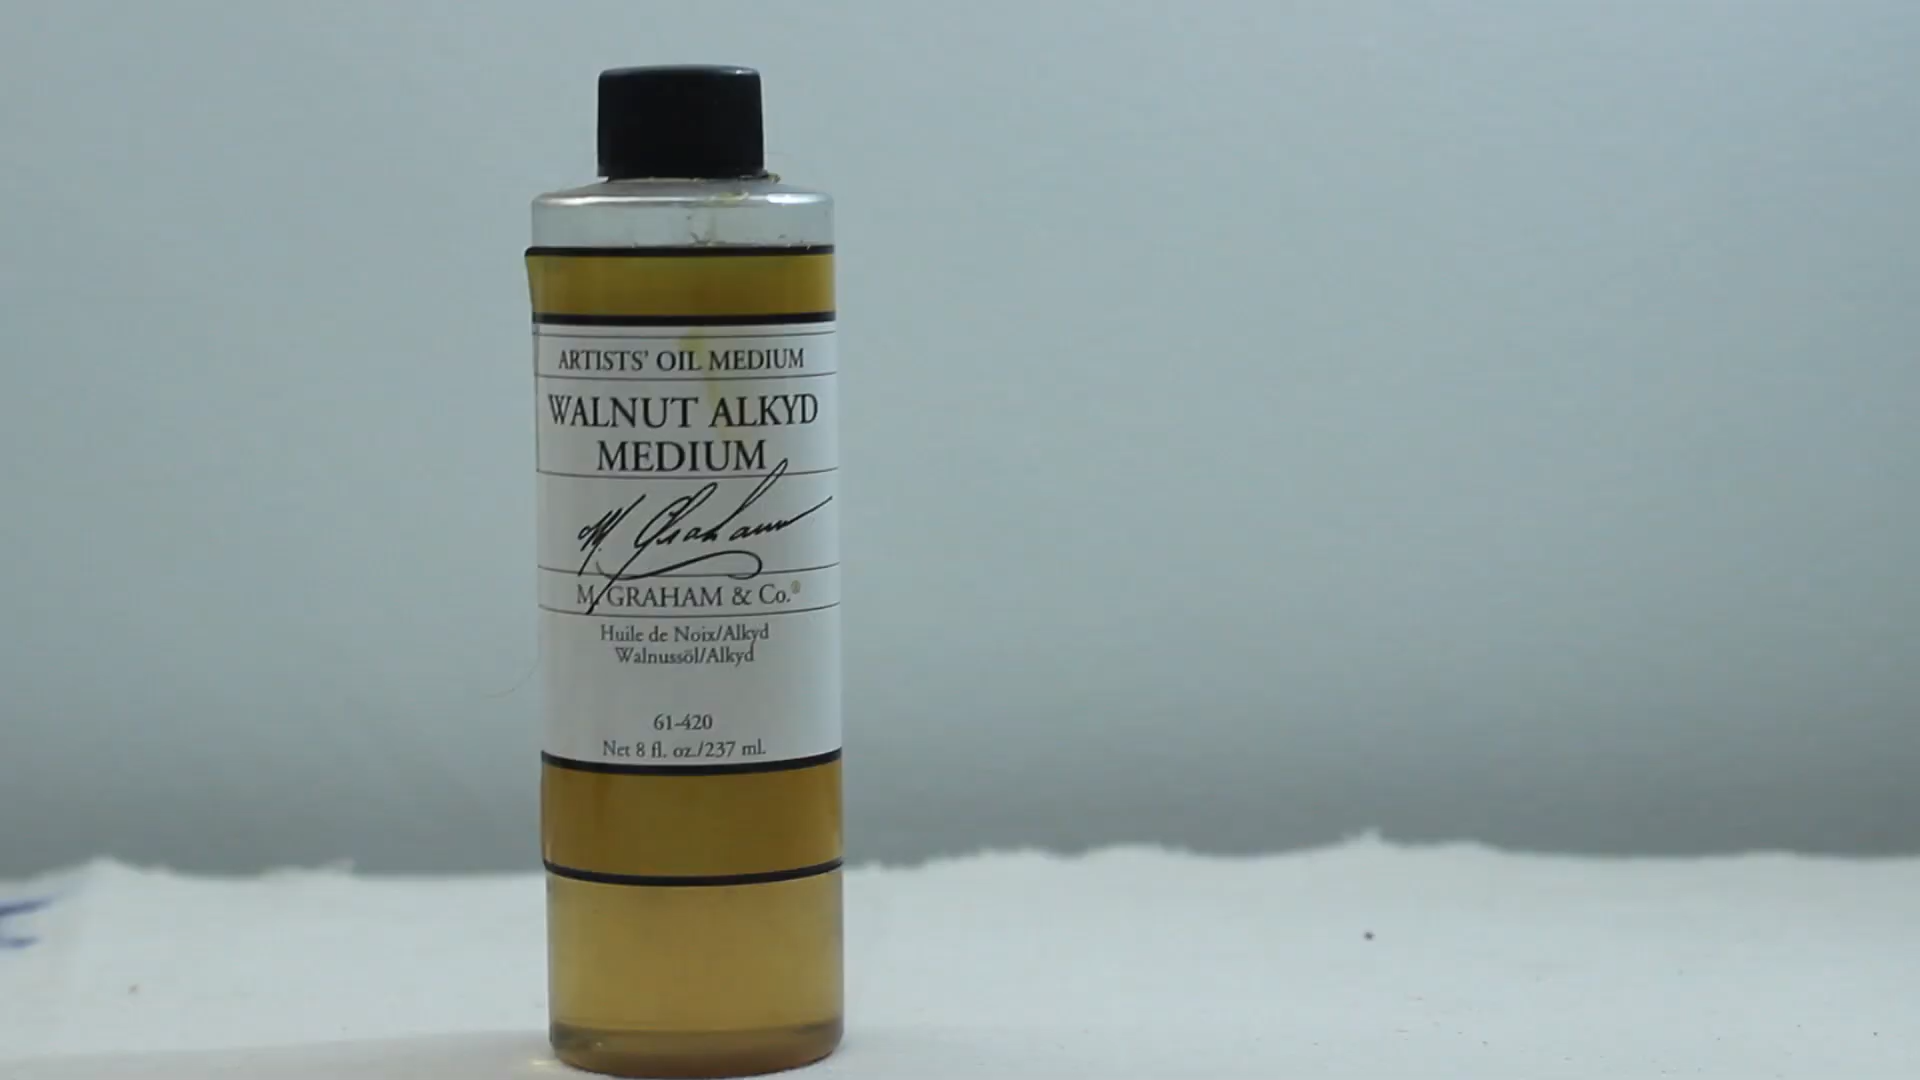 ARTISTS' OIL MEDIUM
WALNUT ALKYD
MEDIUM
M. Graham
M. GRAHAM & Co.®
Huile de Noix/Alkyd
Walnussöl/Alkyd
61-420
Net 8 fl. oz./237 ml.